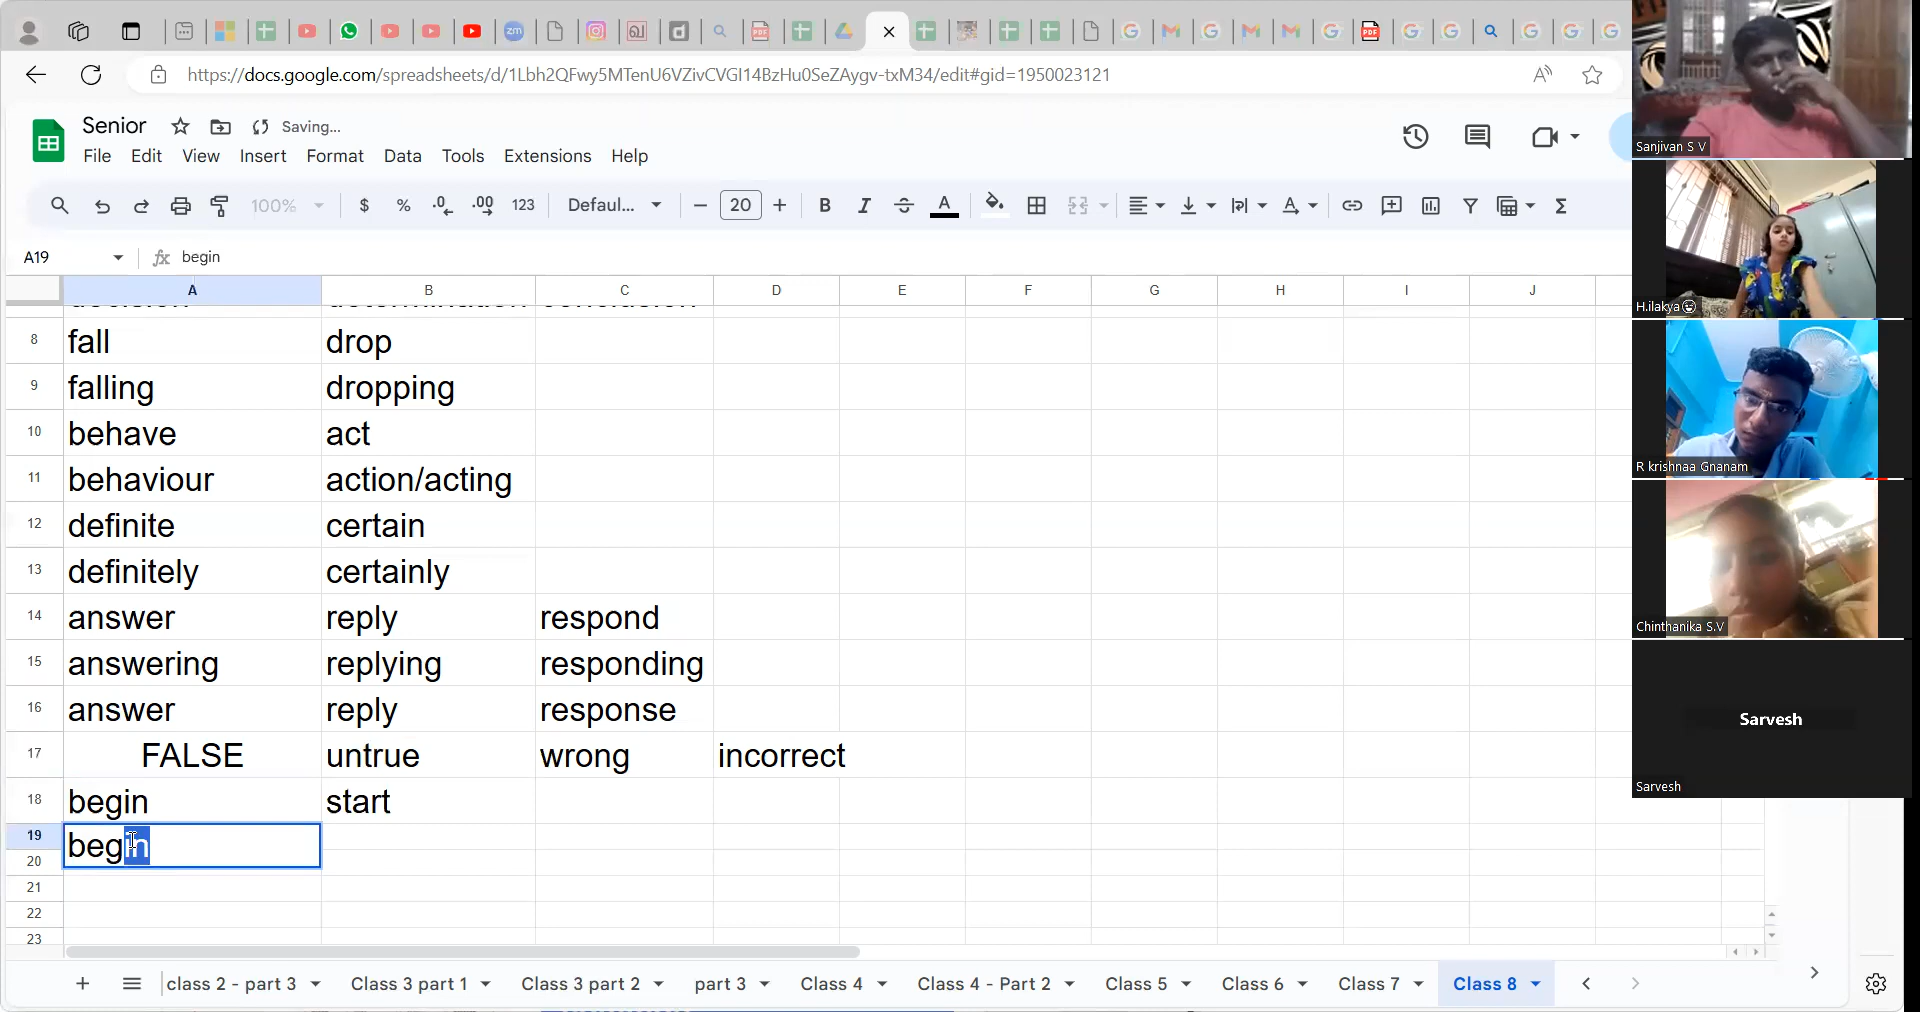 zm
PDF
PDF
https://docs.google.com/spreadsheets/d/1Lbh2QFwy5MTenU6VZivCVGI14BzHu0SeZAygv-txM34/edit#gid=1950023121
Senior
Saving...
File Edit View Insert Format Data Tools Extensions Help
100% $ % .0 .00 123 Defaul... − 20 + B I S A Σ
A19 fx begin
A B C D E F G H I J
8 fall drop
9 falling dropping
10 behave act
11 behaviour action/acting
12 definite certain
13 definitely certainly
14 answer reply respond
15 answering replying responding
16 answer reply response
17 FALSE untrue wrong incorrect
18 begin start
19 begin
20
21
22
23
+ class 2 - part 3 Class 3 part 1 Class 3 part 2 part 3 Class 4 Class 4 - Part 2 Class 5 Class 6 Class 7 Class 8
Sanjivan S V
H.ilakya😀
R krishnaa Gnanam
Chinthanika S.V
Sarvesh
Sarvesh